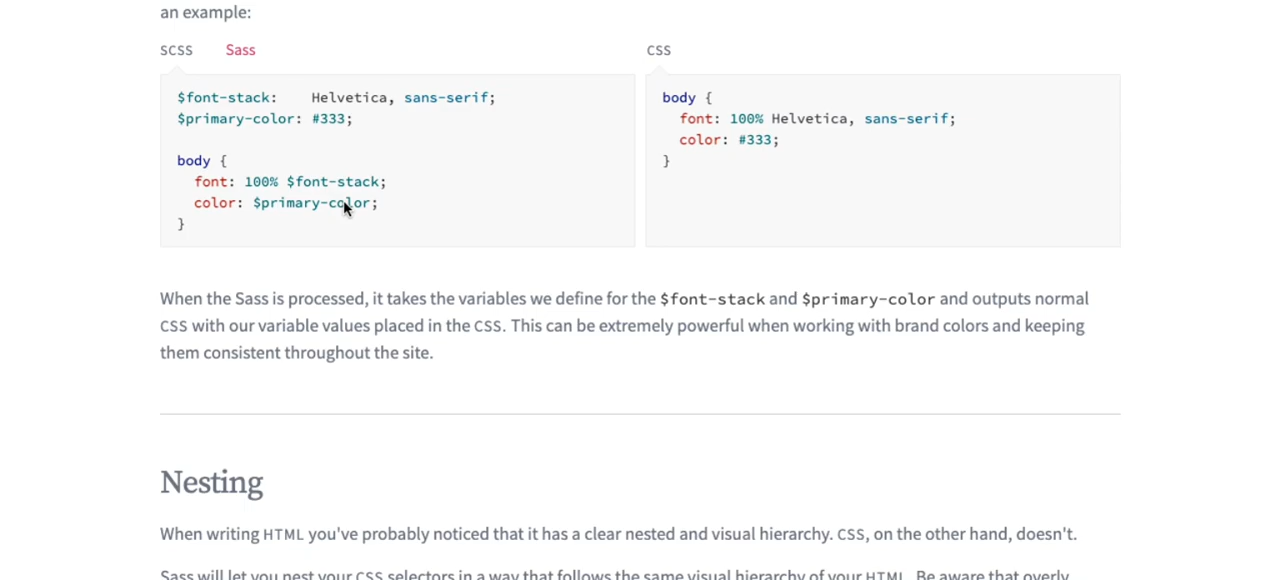 an example:
SCSS Sass
$font-stack:    Helvetica, sans-serif;
$primary-color: #333;
body {
  font: 100% $font-stack;
  color: $primary-color;
}
CSS
body {
  font: 100% Helvetica, sans-serif;
  color: #333;
}
When the Sass is processed, it takes the variables we define for the $font-stack and $primary-color and outputs normal
CSS with our variable values placed in the CSS. This can be extremely powerful when working with brand colors and keeping
them consistent throughout the site.
Nesting
When writing HTML you've probably noticed that it has a clear nested and visual hierarchy. CSS, on the other hand, doesn't.
Sass will let you nest your CSS selectors in a way that follows the same visual hierarchy of your HTML. Be aware that overly